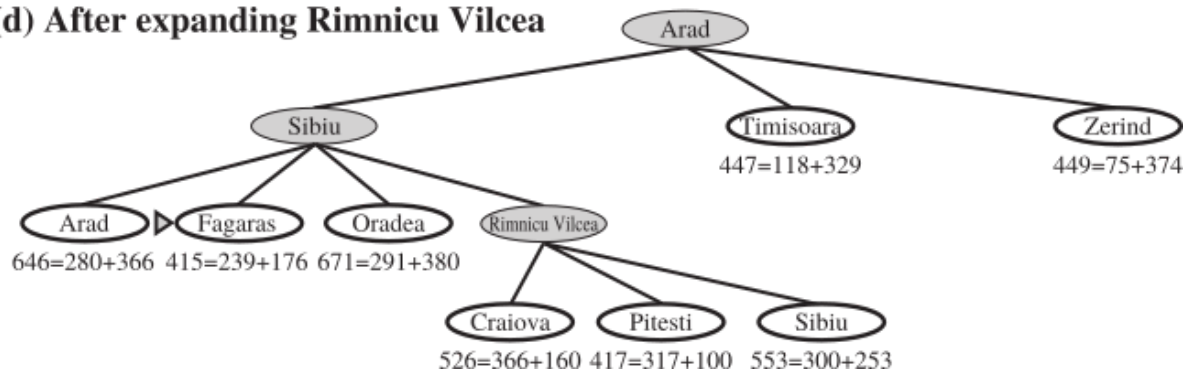 (d) After expanding Rimnicu Vilcea
Arad
Sibiu
Timisoara
Zerind
447=118+329
449=75+374
Arad
Fagaras
Oradea
Rimnicu Vilcea
646=280+366
415=239+176
671=291+380
Craiova
Pitesti
Sibiu
526=366+160
417=317+100
553=300+253